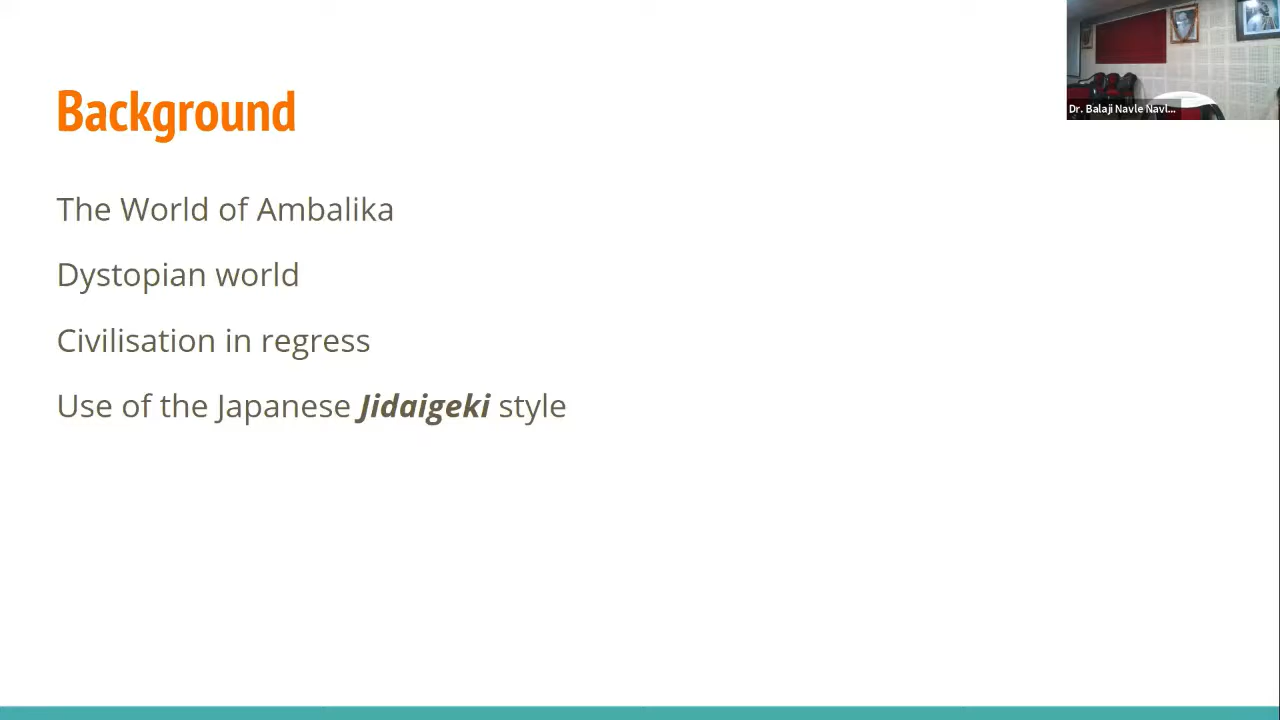 Background
The World of Ambalika
Dystopian world
Civilisation in regress
Use of the Japanese Jidaigeki style
Dr. Balaji Navle Navl...